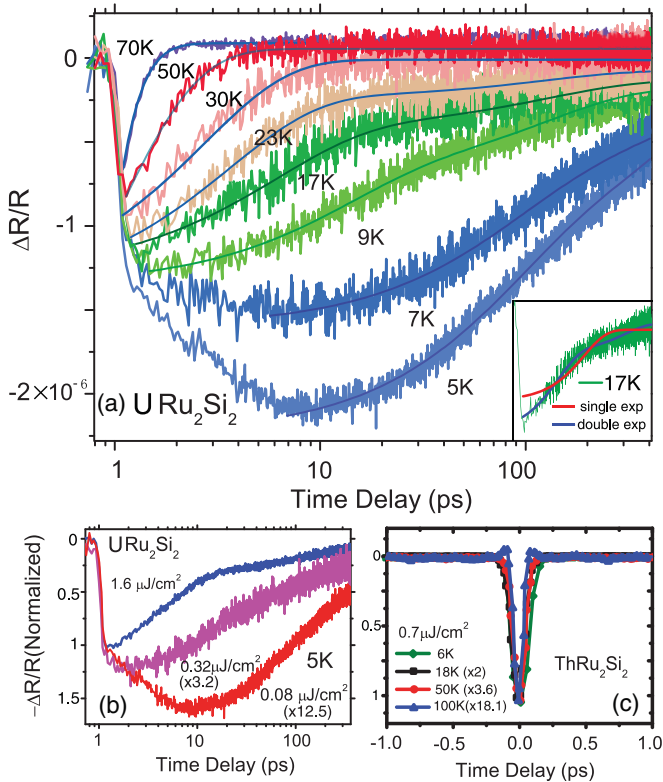 0
70K
50K
30K
23K
17K
9K
7K
5K
-1
-2×10⁻⁶
ΔR/R
(a) URu₂Si₂
17K
single exp
double exp
1
10
100
Time Delay (ps)
URu₂Si₂
0
0.5
1.0
1.5
−ΔR/R(Normalized)
1.6 μJ/cm²
0.32μJ/cm²
(x3.2)
5K
0.08 μJ/cm²
(x12.5)
(b)
1
10
100
Time Delay (ps)
0
0.5
1
0.7μJ/cm²
6K
18K (x2)
50K (x3.6)
100K(x18.1)
ThRu₂Si₂
(c)
-1.0
-0.5
0.0
0.5
1.0
Time Delay (ps)